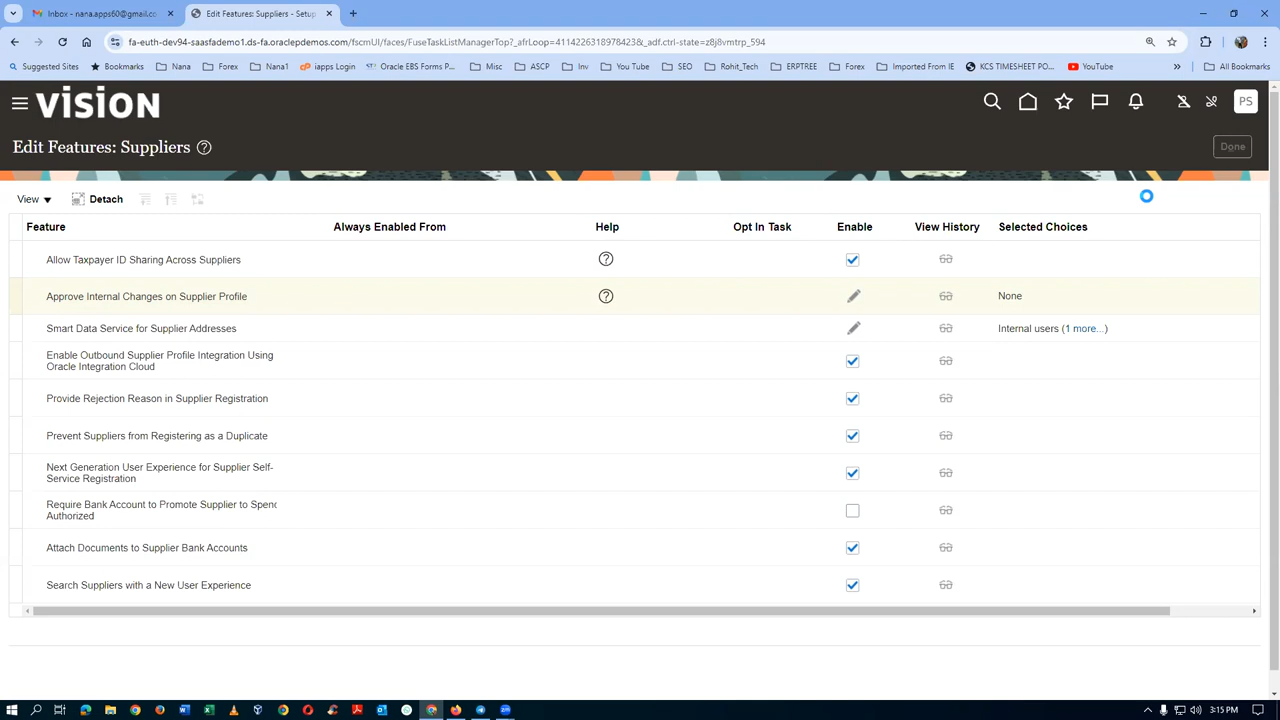 Inbox - nana.apps60@gmail.co
Edit Features: Suppliers - Setup
fa-euth-dev94-saasfademo1.ds-fa.oraclepdemos.com/fscmUI/faces/FuseTaskListManagerTop?_afrLoop=41142263189784238&_adf.ctrl-state=z8j8vmtrp_594
Suggested Sites Bookmarks Nana Forex Nana1 iapps Login Oracle EBS Forms P... Misc ASCP Inv You Tube SEO Rohit_Tech ERPTREE Forex Imported From IE KCS TIMESHEET PO... YouTube » All Bookmarks
VISION
PS
Edit Features: Suppliers
Done
View Detach
Feature Always Enabled From Help Opt In Task Enable View History Selected Choices
Allow Taxpayer ID Sharing Across Suppliers
Approve Internal Changes on Supplier Profile None
Smart Data Service for Supplier Addresses Internal users (1 more...)
Enable Outbound Supplier Profile Integration Using
Oracle Integration Cloud
Provide Rejection Reason in Supplier Registration
Prevent Suppliers from Registering as a Duplicate
Next Generation User Experience for Supplier Self-
Service Registration
Require Bank Account to Promote Supplier to Spend
Authorized
Attach Documents to Supplier Bank Accounts
Search Suppliers with a New User Experience
3:15 PM